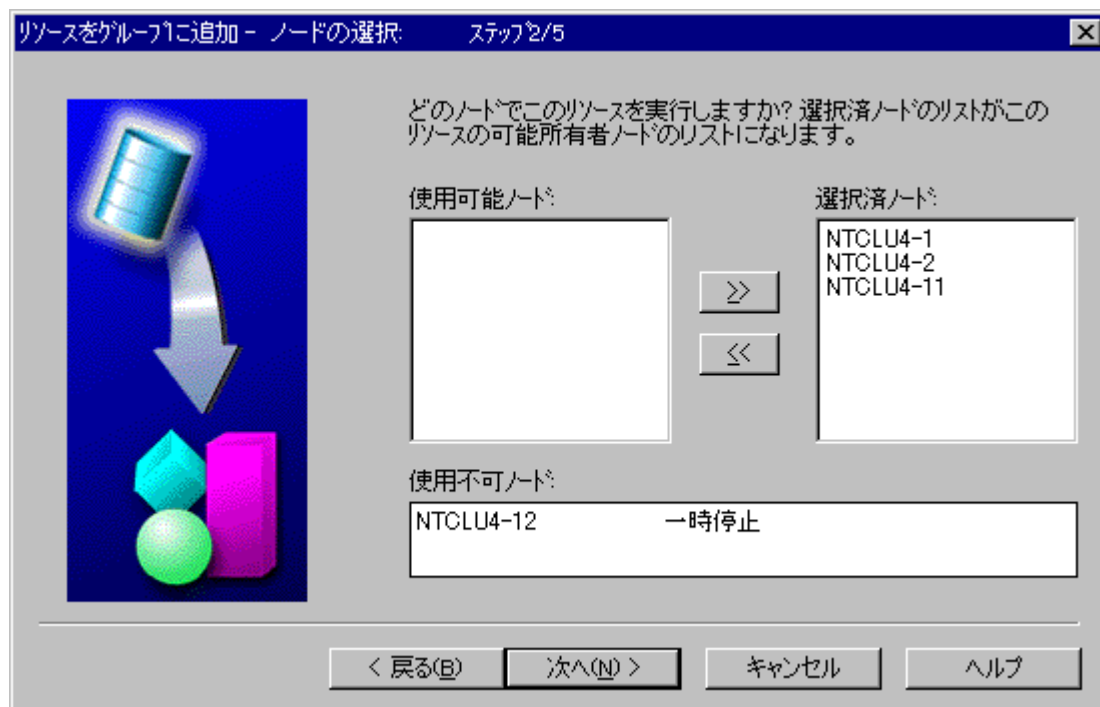 リソースをグループに追加 - ノードの選択: ステップ2/5
どのノードでこのリソースを実行しますか? 選択済ノードのリストがこの
リソースの可能所有者ノードのリストになります。
使用可能ノード:
選択済ノード:
NTCLU4-1
NTCLU4-2
NTCLU4-11
>>
<<
使用不可ノード:
NTCLU4-12 一時停止
< 戻る(B)
次へ(N) >
キャンセル
ヘルプ